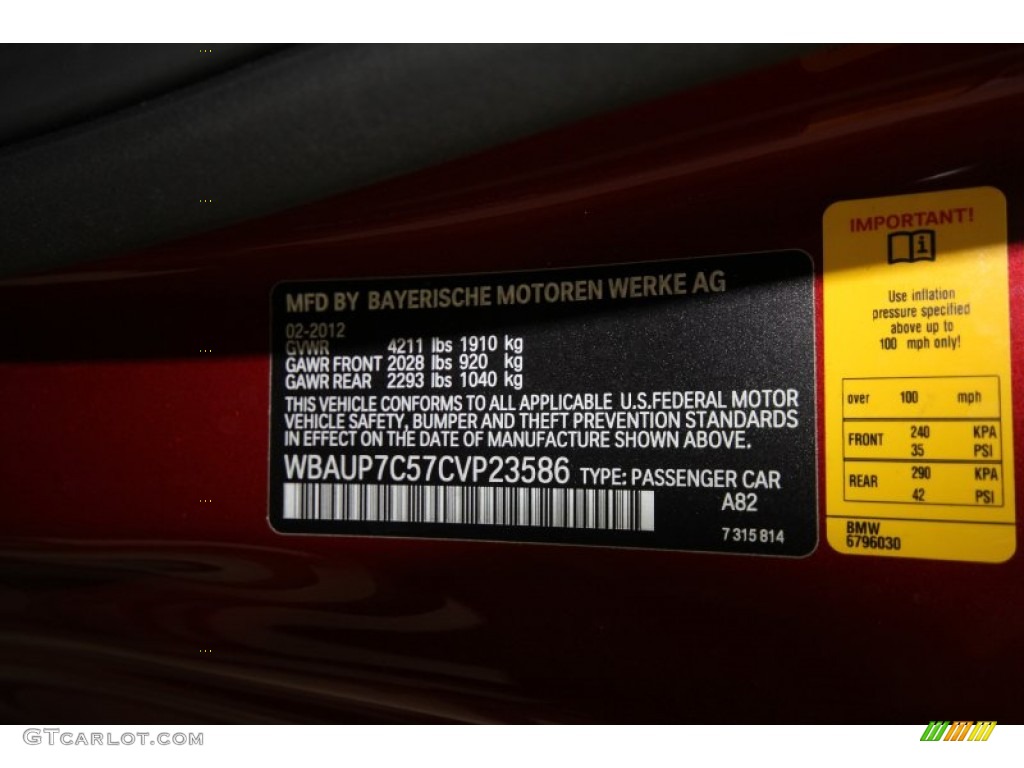 MFD BY BAYERISCHE MOTOREN WERKE AG
02-2012
GVWR 4211 lbs 1910 kg
GAWR FRONT 2028 lbs 920 kg
GAWR REAR 2293 lbs 1040 kg
THIS VEHICLE CONFORMS TO ALL APPLICABLE U.S.FEDERAL MOTOR
VEHICLE SAFETY, BUMPER AND THEFT PREVENTION STANDARDS
IN EFFECT ON THE DATE OF MANUFACTURE SHOWN ABOVE.
WBAUP7C57CVP23586 TYPE: PASSENGER CAR
A82
7 315 814
IMPORTANT!
i
Use inflation
pressure specified
above up to
100 mph only!
over 100 mph
FRONT 240 KPA
35 PSI
REAR 290 KPA
42 PSI
BMW
6796030
GTCARLOT.COM